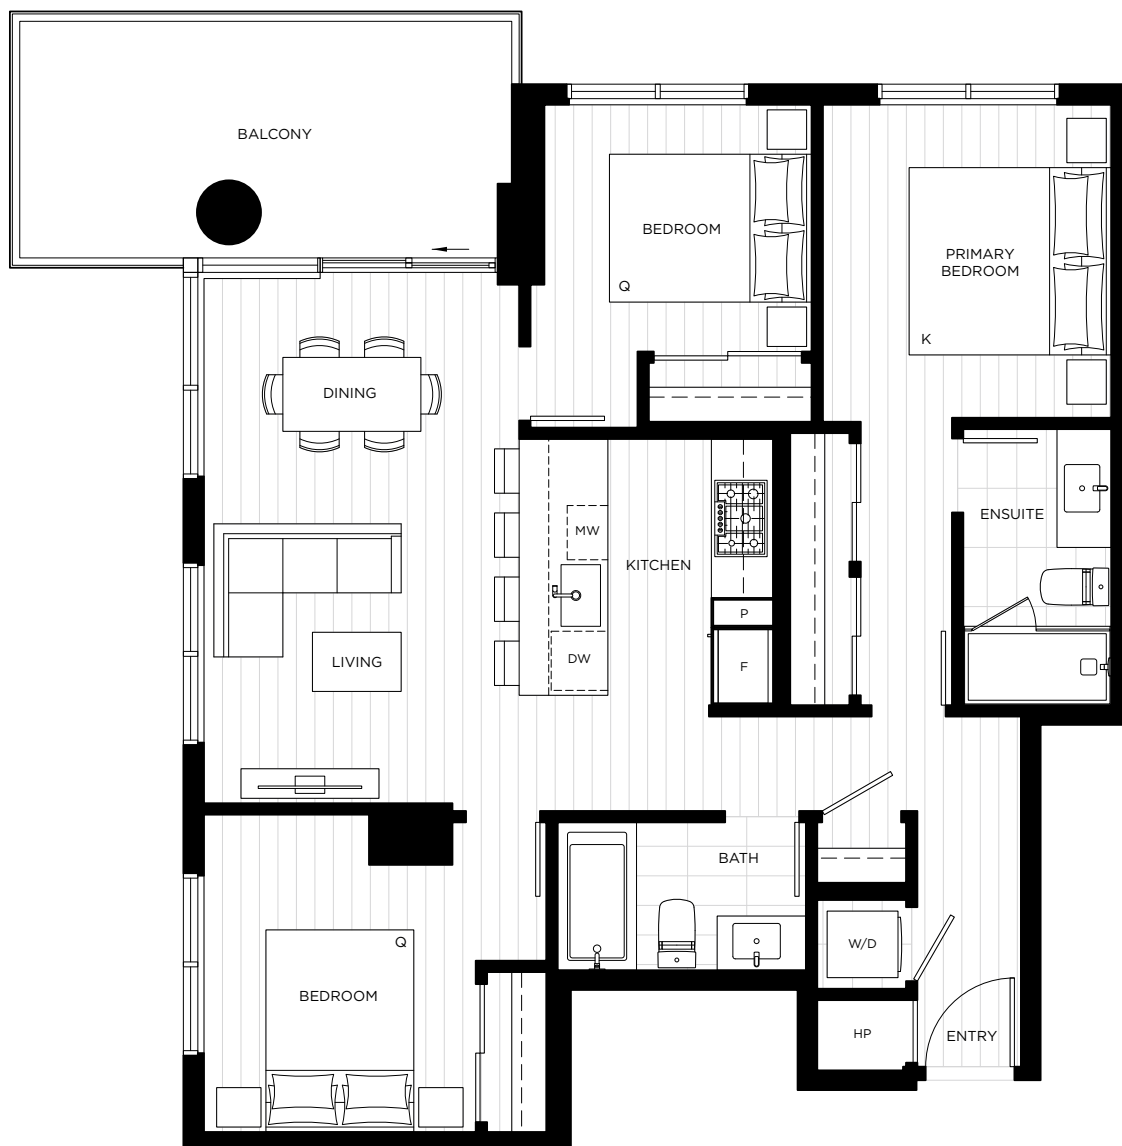 BALCONY
BEDROOM
Q
PRIMARY
BEDROOM
K
DINING
ENSUITE
MW
KITCHEN
P
LIVING
DW
F
BATH
Q
W/D
BEDROOM
HP
ENTRY